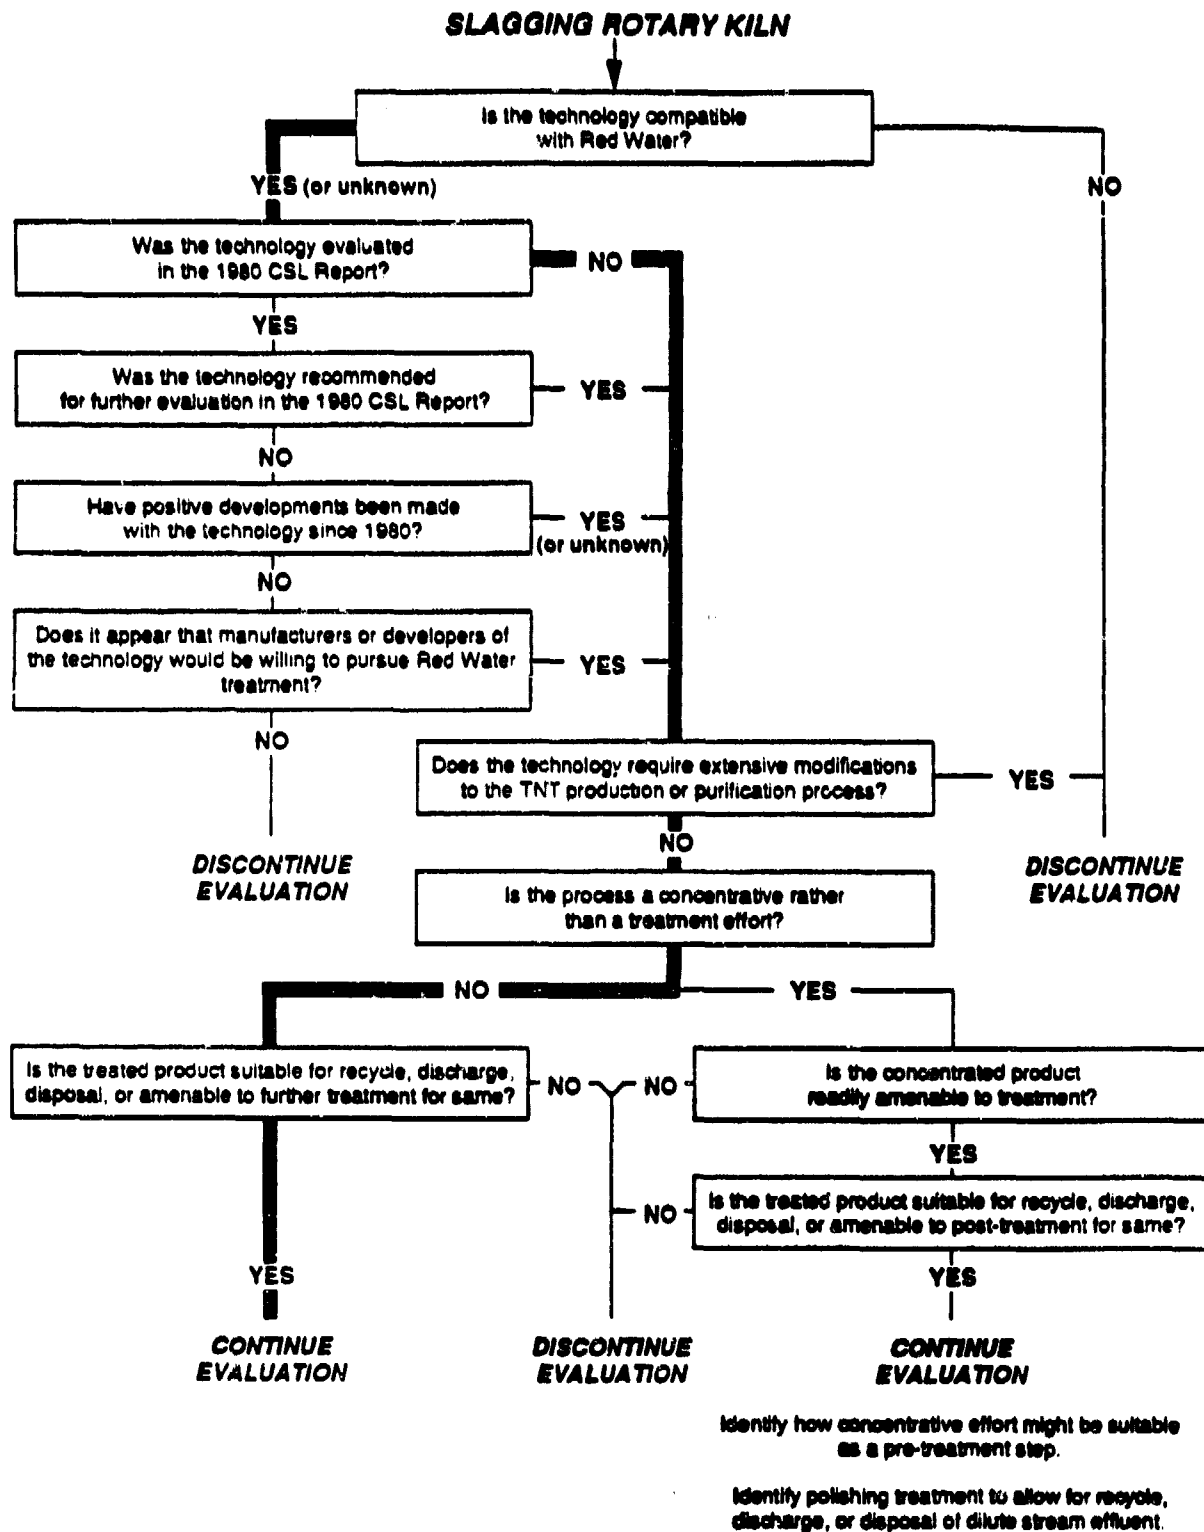 SLAGGING ROTARY KILN
Is the technology compatible
with Red Water?
YES (or unknown)
NO
Was the technology evaluated
in the 1980 CSL Report?
NO
YES
Was the technology recommended
for further evaluation in the 1980 CSL Report?
YES
NO
Have positive developments been made
with the technology since 1980?
YES
(or unknown)
NO
Does it appear that manufacturers or developers of
the technology would be willing to pursue Red Water
treatment?
YES
NO
Does the technology require extensive modifications
to the TNT production or purification process?
YES
NO
DISCONTINUE
EVALUATION
DISCONTINUE
EVALUATION
Is the process a concentrative rather
than a treatment effort?
NO
YES
Is the treated product suitable for recycle, discharge,
disposal, or amenable to further treatment for same?
NO
NO
Is the concentrated product
readily amenable to treatment?
YES
NO
Is the treated product suitable for recycle, discharge,
disposal, or amenable to post-treatment for same?
YES
YES
CONTINUE
EVALUATION
DISCONTINUE
EVALUATION
CONTINUE
EVALUATION
Identify how concentrative effort might be suitable
as a pre-treatment step.
Identify polishing treatment to allow for recycle,
discharge, or disposal of dilute stream effluent.